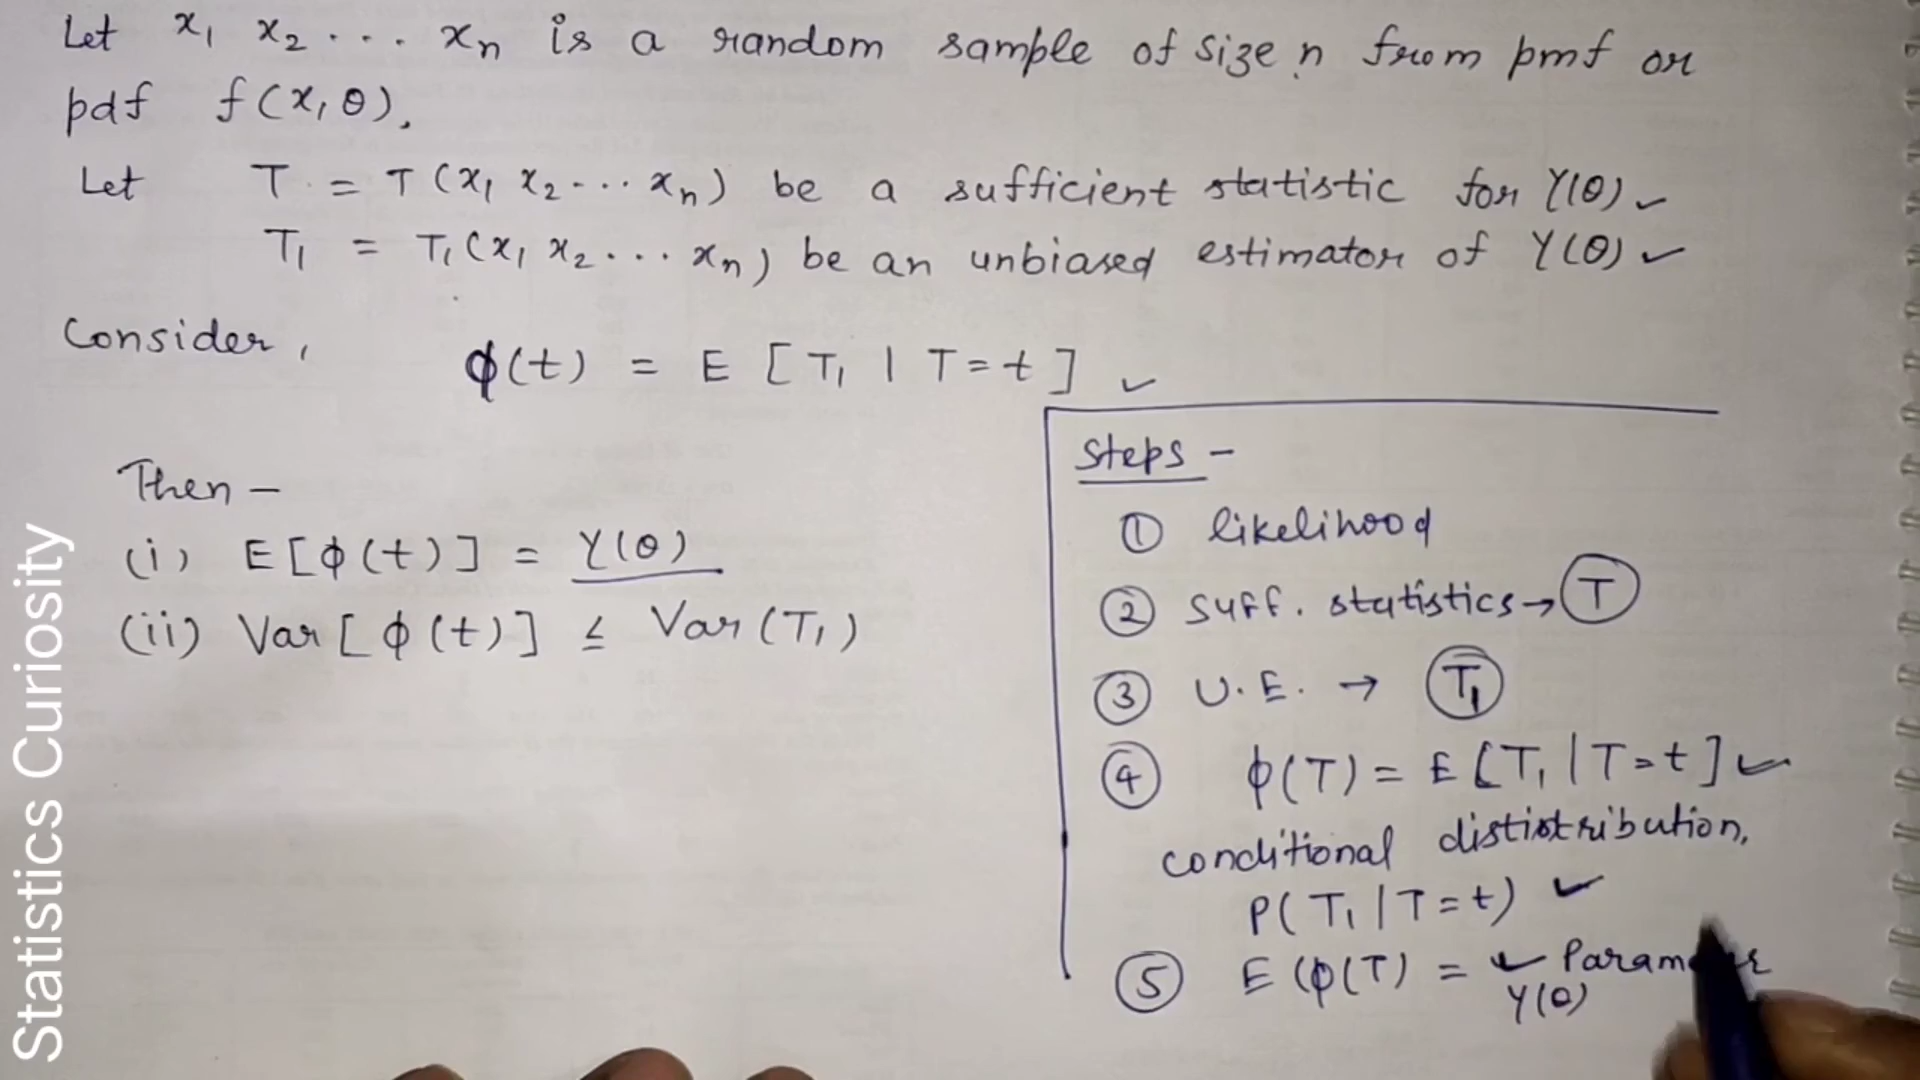 Let x₁ x₂ ... xₙ is a random sample of size n from pmf or
pdf f(x, θ).
Let T = T(x₁ x₂ ... xₙ) be a sufficient statistic for γ(θ) ✓
T₁ = T₁(x₁ x₂ ... xₙ) be an unbiased estimator of γ(θ) ✓
Consider, ϕ(t) = E [T₁ | T = t] ✓
Then –
(i) E[ϕ(t)] = γ(θ)
(ii) Var[ϕ(t)] ≤ Var(T₁)
Steps –
① likelihood
② suff. statistics → T
③ U.E. → T₁
④ ϕ(T) = E [T₁ | T = t] ✓
conditional
P(T₁ | T = t) ✓
⑤ E (ϕ(T) = ✓
γ(θ)
Statistics Curiosity